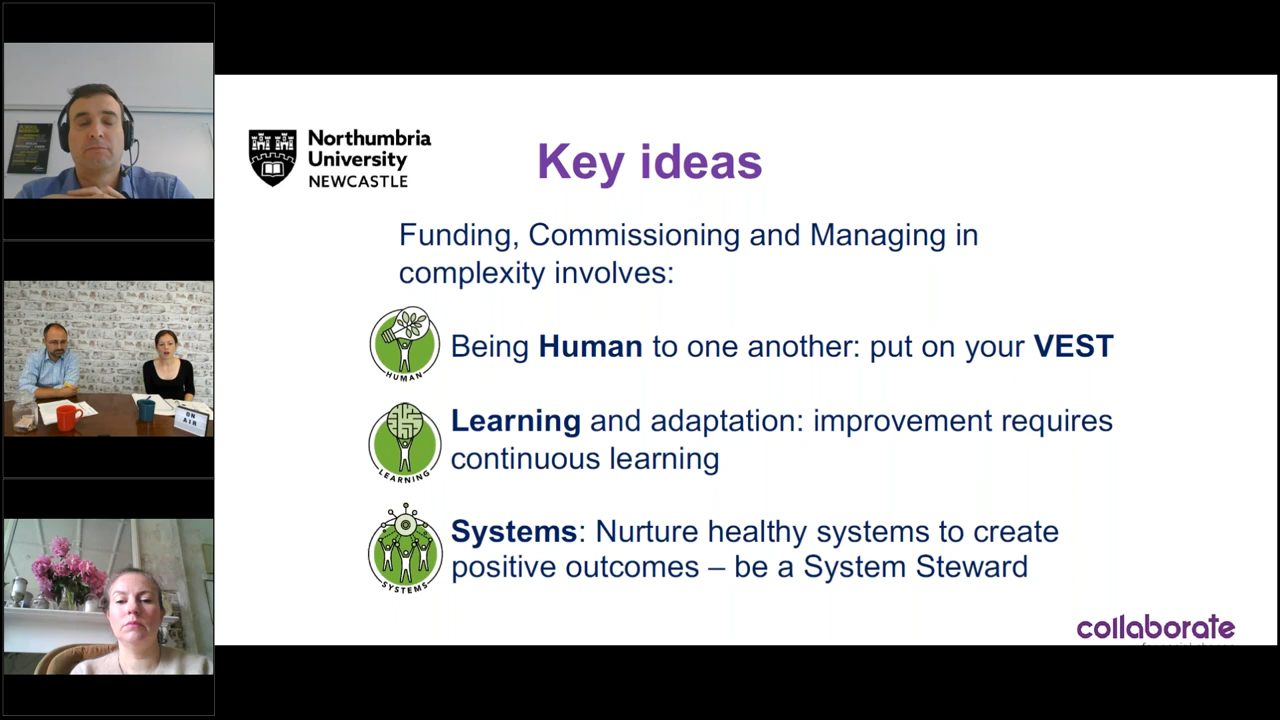 Northumbria
University
NEWCASTLE
Key ideas
Funding, Commissioning and Managing in
complexity involves:
HUMAN
Being Human to one another: put on your VEST
LEARNING
Learning and adaptation: improvement requires
continuous learning
SYSTEMS
Systems: Nurture healthy systems to create
positive outcomes – be a System Steward
collaborate
ON
AIR